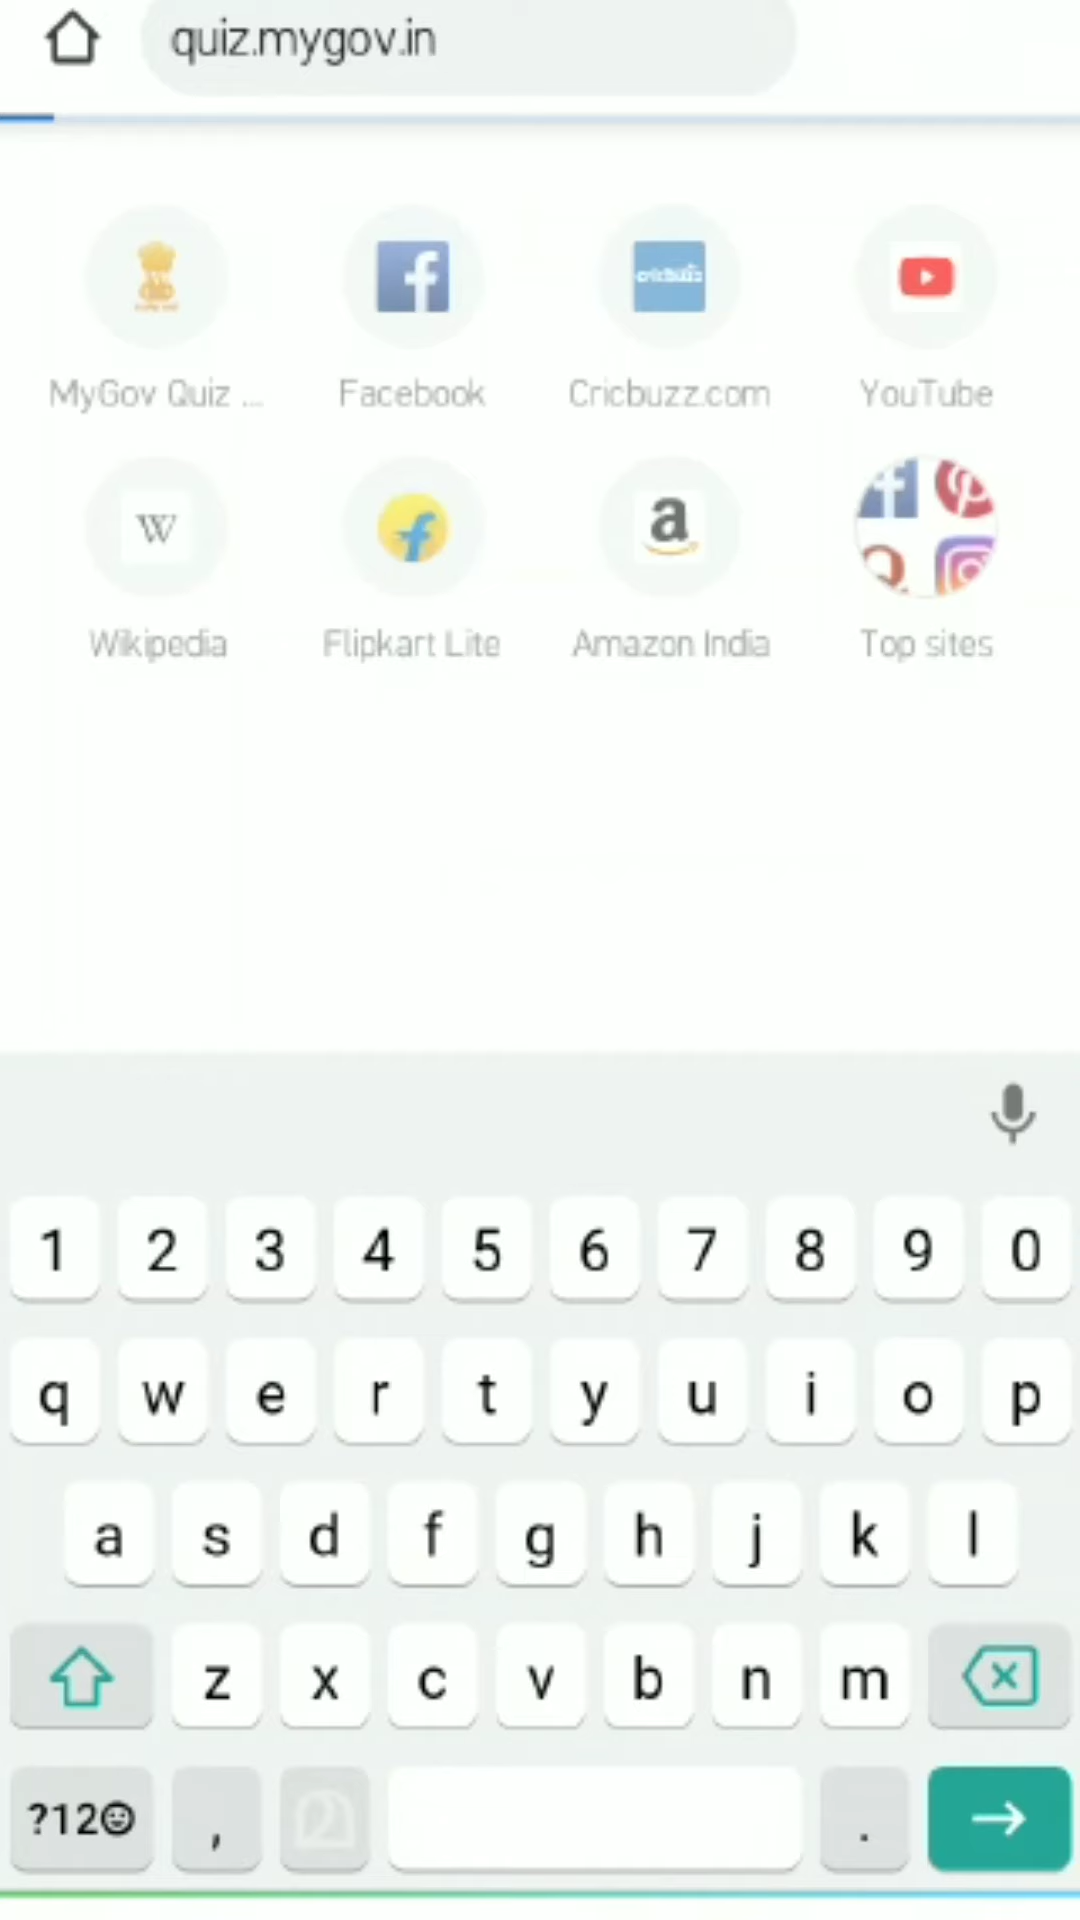 quiz.mygov.in
MyGov Quiz ...
Facebook
Cricbuzz.com
YouTube
cricbuzz
W
a
Wikipedia
Flipkart Lite
Amazon India
Top sites
1 2 3 4 5 6 7 8 9 0
q w e r t y u i o p
a s d f g h j k l
z x c v b n m
?12☺ , മ .